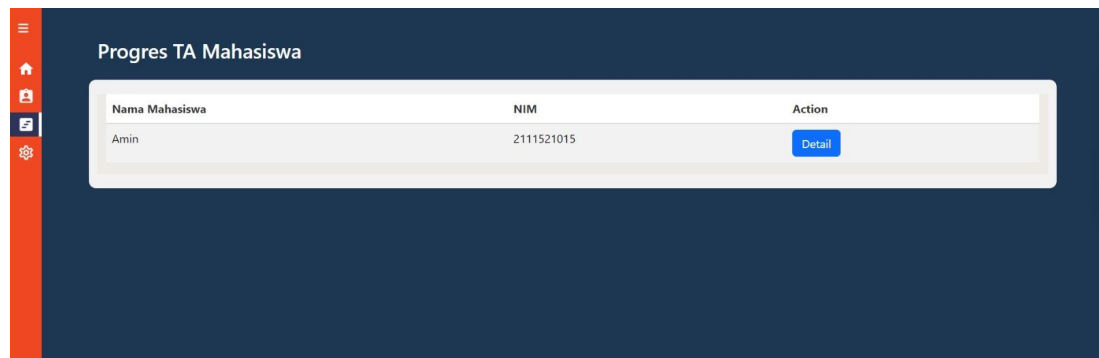 Progres TA Mahasiswa
Nama Mahasiswa NIM Action
Amin 2111521015 Detail